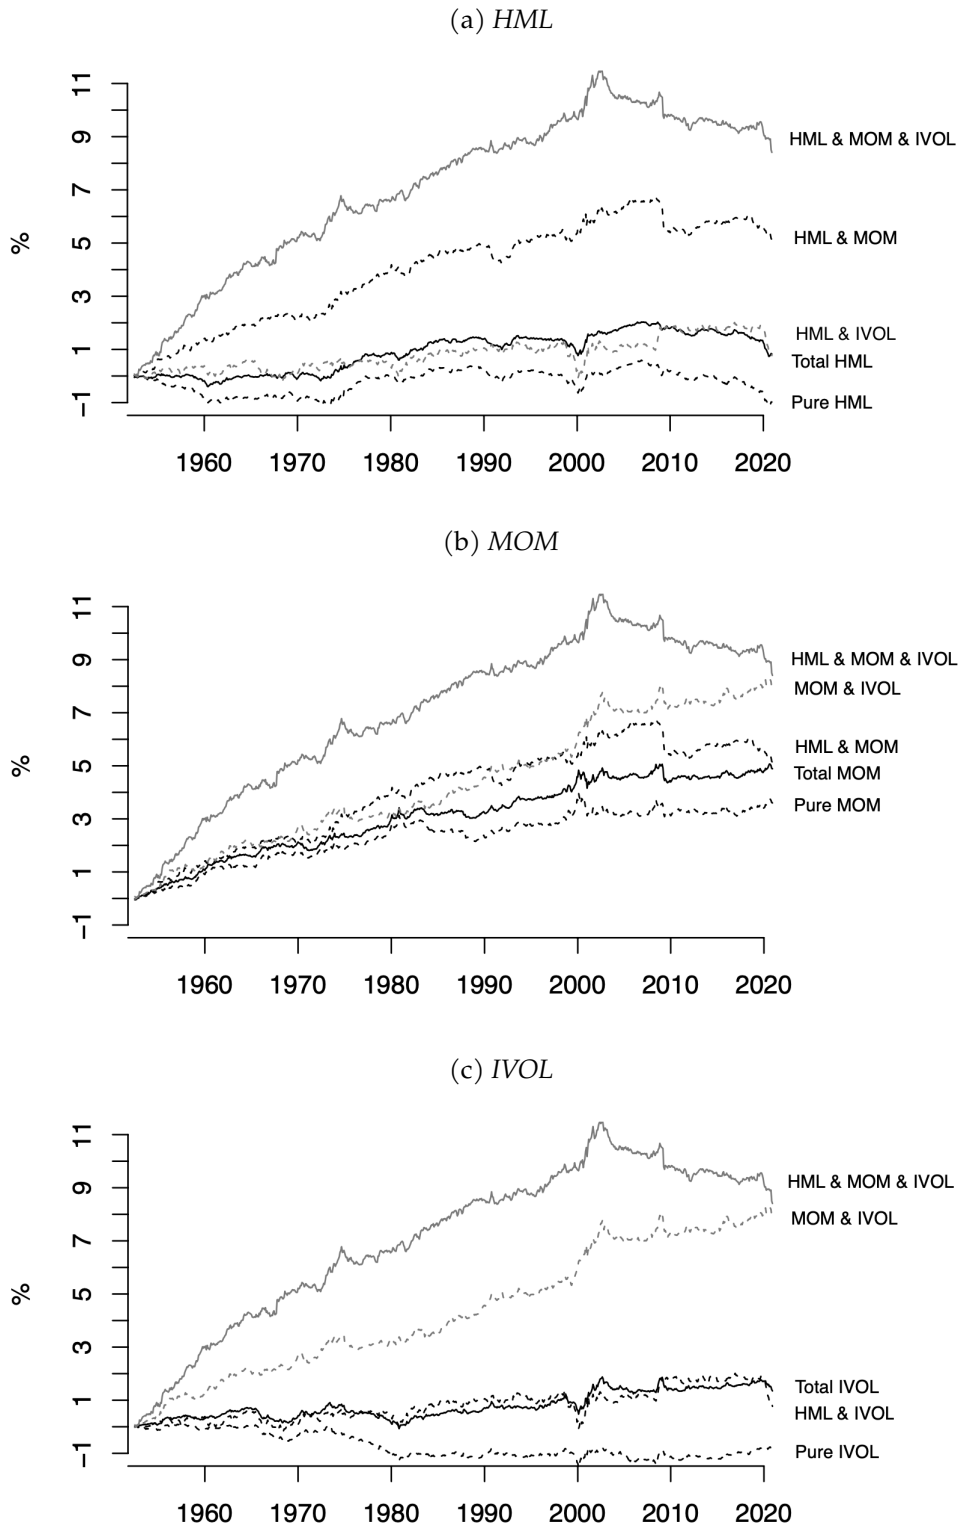 (a) HML
11
9
7
5
3
1
−1
%
HML & MOM & IVOL
HML & MOM
HML & IVOL
Total HML
Pure HML
1960 1970 1980 1990 2000 2010 2020
(b) MOM
11
9
7
5
3
1
−1
%
HML & MOM & IVOL
MOM & IVOL
HML & MOM
Total MOM
Pure MOM
1960 1970 1980 1990 2000 2010 2020
(c) IVOL
11
9
7
5
3
1
−1
%
HML & MOM & IVOL
MOM & IVOL
Total IVOL
HML & IVOL
Pure IVOL
1960 1970 1980 1990 2000 2010 2020